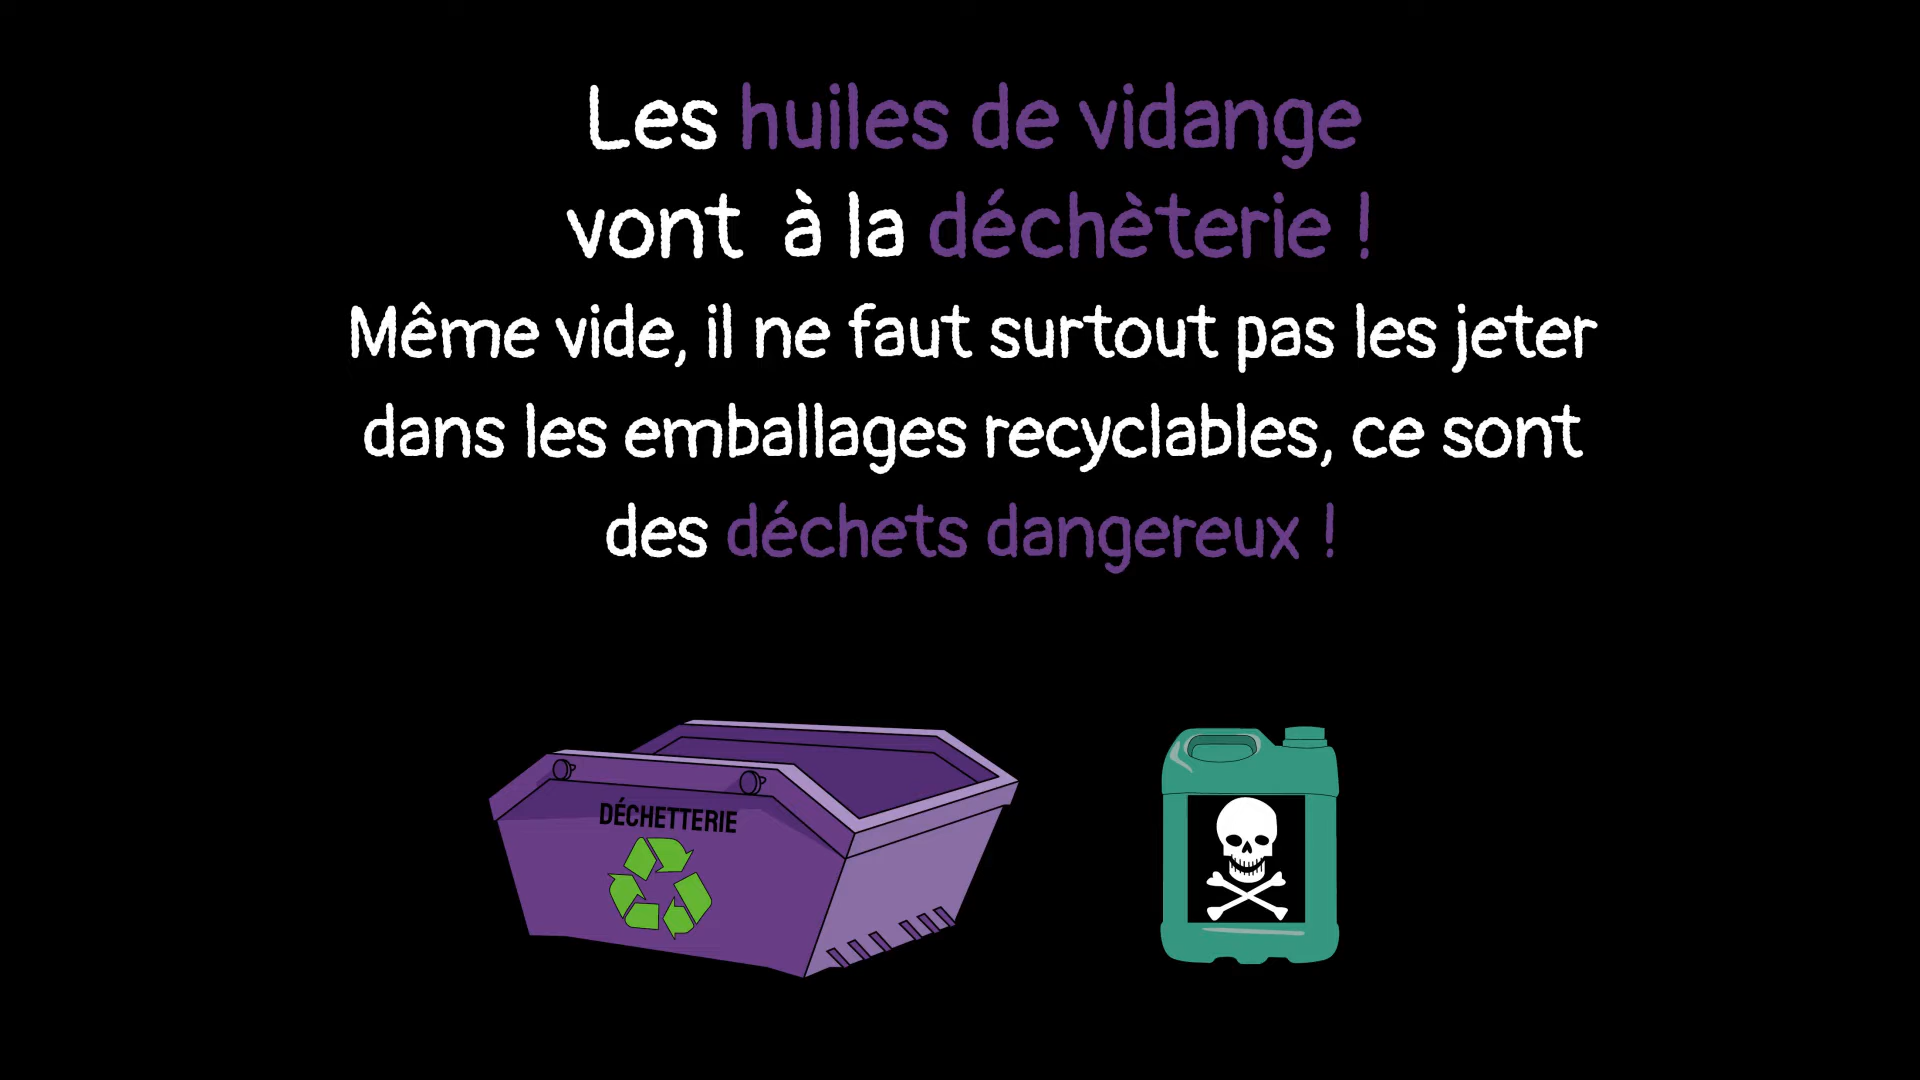 Les huiles de vidange
vont à la déchèterie !
Même vide, il ne faut surtout pas les jeter
dans les emballages recyclables, ce sont
des déchets dangereux !
DÉCHETTERIE